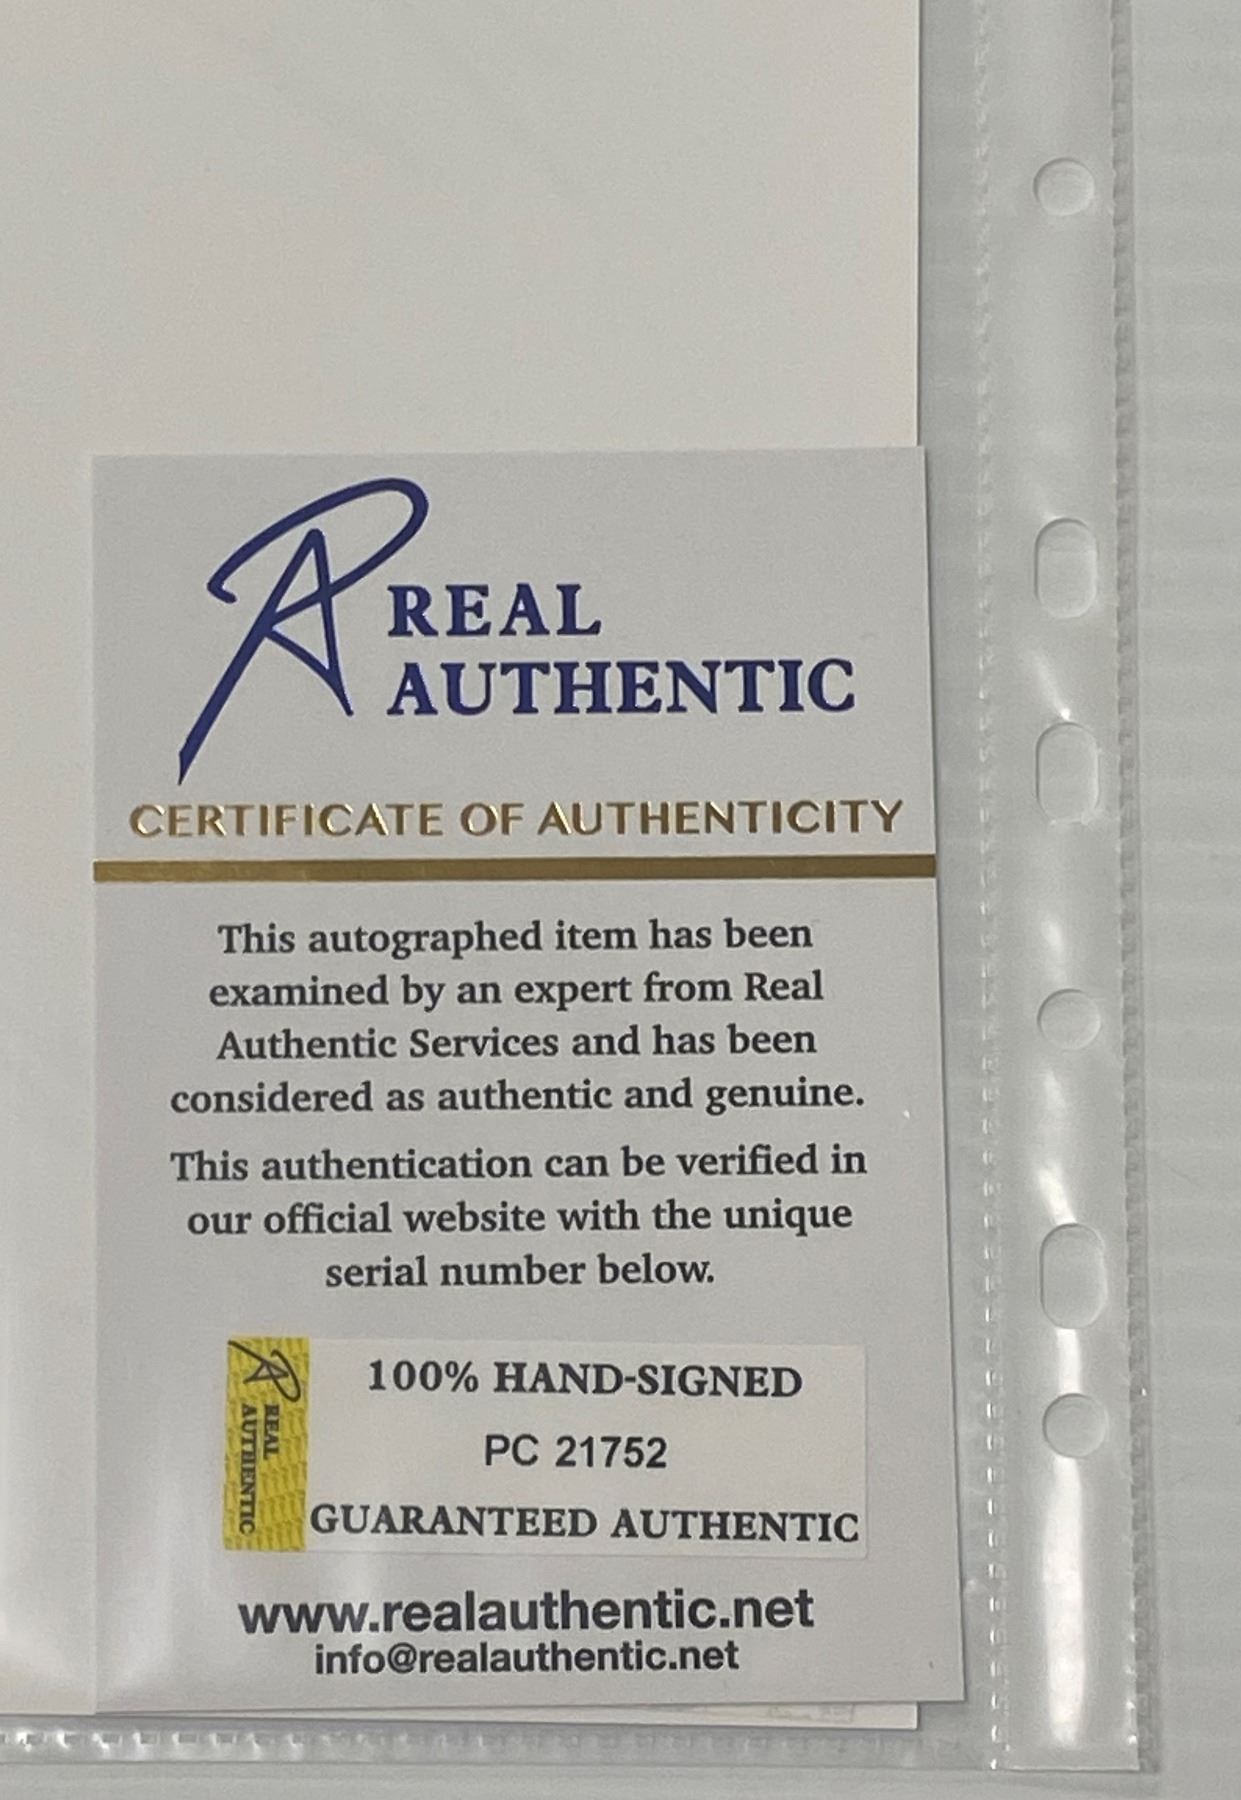 REAL
AUTHENTIC
CERTIFICATE OF AUTHENTICITY
This autographed item has been
examined by an expert from Real
Authentic Services and has been
considered as authentic and genuine.
This authentication can be verified in
our official website with the unique
serial number below.
REAL
AUTHENTIC
100% HAND-SIGNED
PC 21752
GUARANTEED AUTHENTIC
www.realauthentic.net
info@realauthentic.net